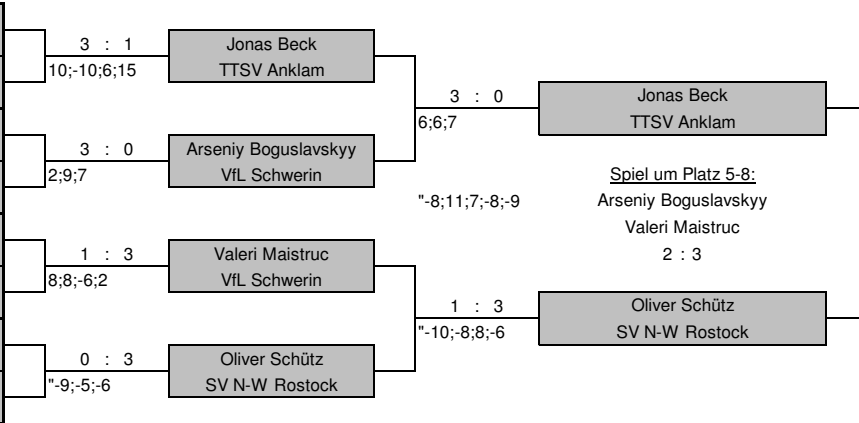 3 : 1
10;-10;6;15
Jonas Beck
TTSV Anklam
3 : 0
6;6;7
Jonas Beck
TTSV Anklam
3 : 0
2;9;7
Arseniy Boguslavskyy
VfL Schwerin
"-8;11;7;-8;-9
Spiel um Platz 5-8:
Arseniy Boguslavskyy
Valeri Maistruc
2 : 3
1 : 3
8;8;-6;2
Valeri Maistruc
VfL Schwerin
1 : 3
"-10;-8;8;-6
Oliver Schütz
SV N-W Rostock
0 : 3
"-9;-5;-6
Oliver Schütz
SV N-W Rostock